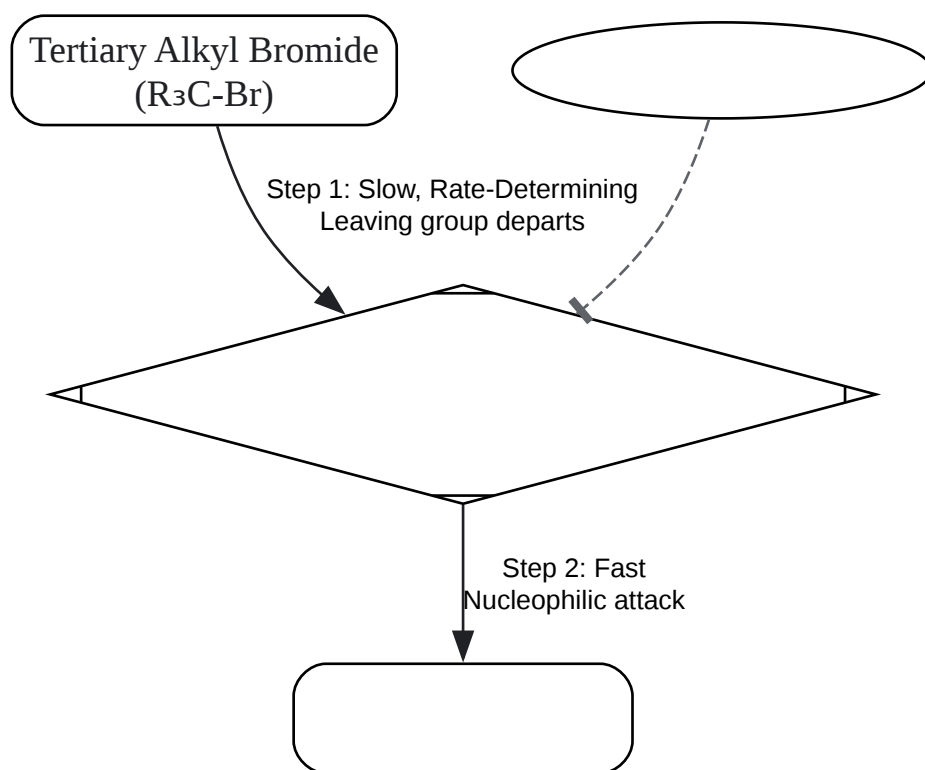 Tertiary Alkyl Bromide
(R₃C-Br)
Step 1: Slow, Rate-Determining
Leaving group departs
Step 2: Fast
Nucleophilic attack